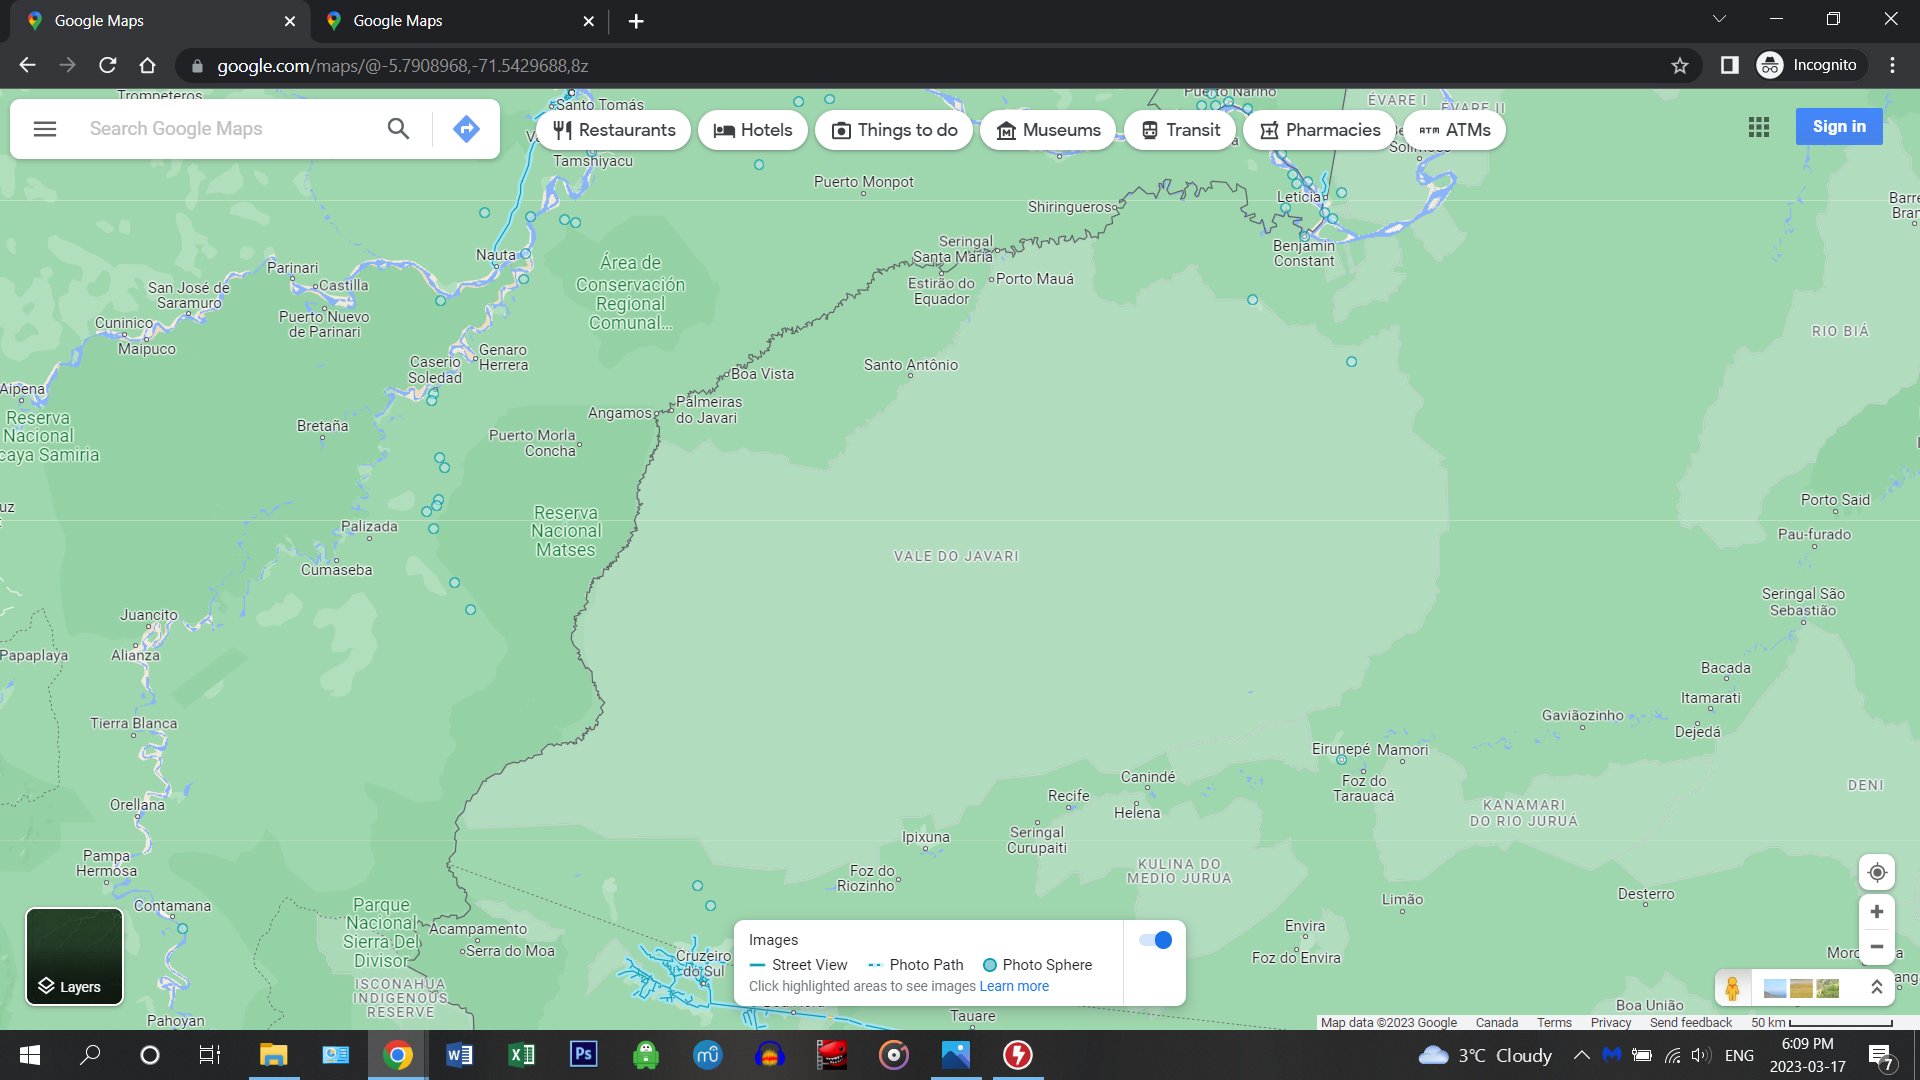 Google Maps
Google Maps
google.com/maps/@-5.7908968,-71.5429688,8z
Incognito
Search Google Maps
Restaurants
Hotels
Things to do
Museums
Transit
Pharmacies
ATM ATMs
Sign in
Trompeteros
Santo Tomás
Tamshiyacu
Puerto Nariño
ÉVARE I
ÉVARE II
Puerto Monpot
Shiringueros
Leticia
Benjamin
Constant
Seringal
Santa Maria
Porto Mauá
Estirão do
Equador
Nauta
Área de
Conservación
Regional
Comunal...
Parinari
Castilla
San José de
Saramuro
Puerto Nuevo
de Parinari
Cuninico
Maipuco
Genaro
Herrera
Caserio
Soledad
RIO BIÁ
Santo Antônio
Boa Vista
Palmeiras
do Javari
Angamos
Aipena
Reserva
Nacional
caya Samiria
Bretaña
Puerto Morla
Concha
Porto Said
Pau-furado
Reserva
Nacional
Matses
Palizada
VALE DO JAVARI
Cumaseba
Seringal São
Sebastião
Juancito
Alianza
Papaplaya
Bacada
Itamarati
Gaviãozinho
Dejedá
Tierra Blanca
Eirunepé
Mamori
Foz do
Tarauacá
Canindé
Recife
Helena
KANAMARI
DO RIO JURUÁ
DENI
Orellana
Ipixuna
Seringal
Curupaiti
KULINA DO
MEDIO JURUA
Pampa
Hermosa
Foz do
Riozinho
Limão
Desterro
Contamana
Parque
Nacional
Sierra Del
Divisor
Acampamento
Serra do Moa
Envira
Foz do Envira
Cruzeiro
do Sul
ISCONAHUA
INDIGENOUS
RESERVE
Pahoyan
Tauare
Boa União
Layers
Images
Street View
Photo Path
Photo Sphere
Click highlighted areas to see images Learn more
Map data ©2023 Google
Canada
Terms
Privacy
Send feedback
50 km
3°C Cloudy
ENG
6:09 PM
2023-03-17
7